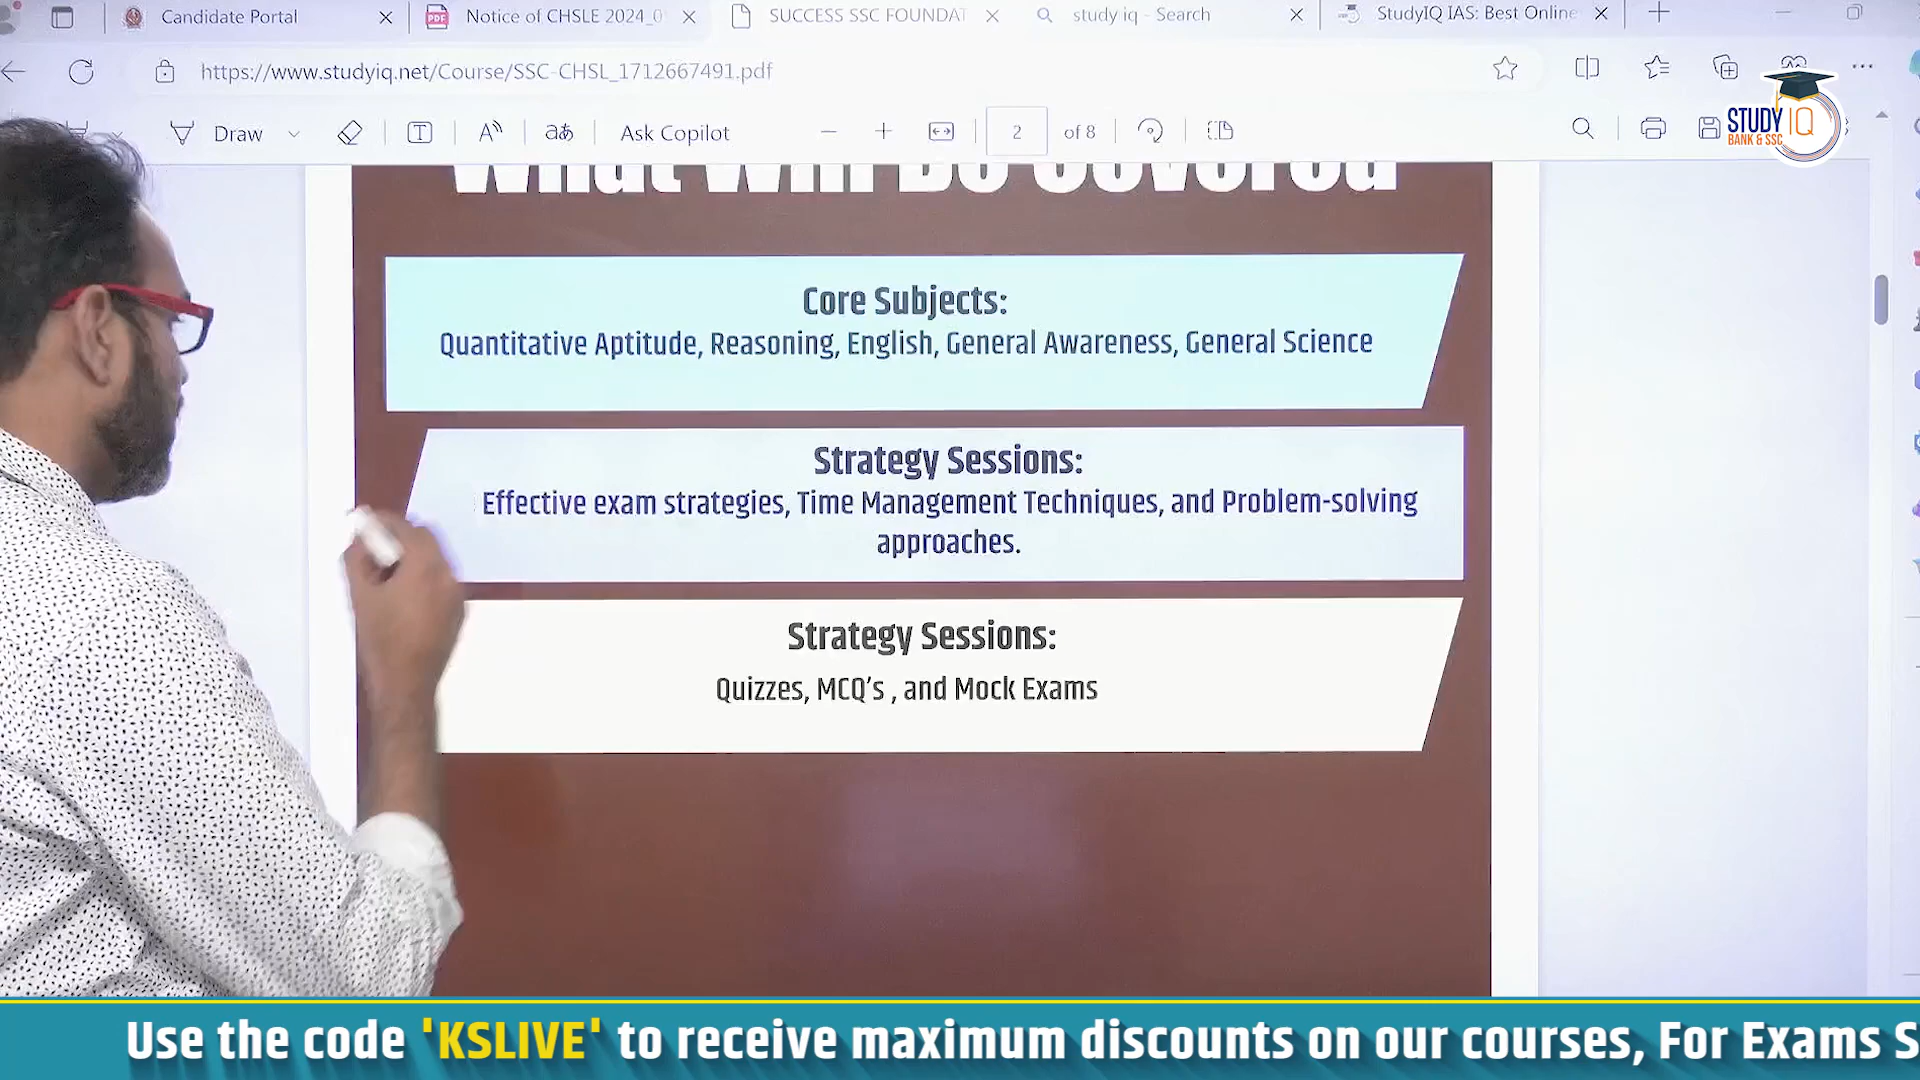 Candidate Portal
Notice of CHSLE 2024_0
SUCCESS SSC FOUNDAT
study iq - Search
StudyIQ IAS: Best Online
https://www.studyiq.net/Course/SSC-CHSL_1712667491.pdf
Draw
Ask Copilot
2 of 8
STUDY IQ
BANK & SSC
What Will Be Covered
Core Subjects:
Quantitative Aptitude, Reasoning, English, General Awareness, General Science
Strategy Sessions:
Effective exam strategies, Time Management Techniques, and Problem-solving
approaches.
Strategy Sessions:
Quizzes, MCQ's , and Mock Exams
Use the code 'KSLIVE' to receive maximum discounts on our courses, For Exams S